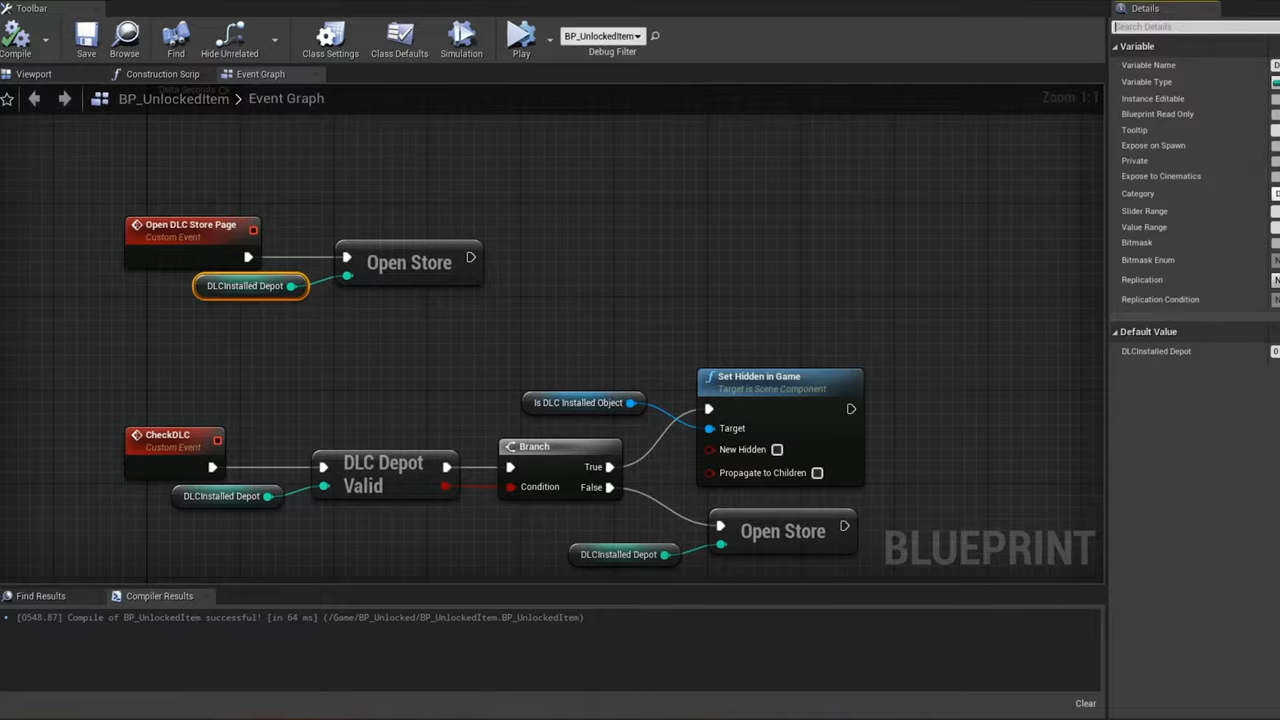 Toolbar
Details
Compile
Save
Browse
Find
Hide Unrelated
Class Settings
Class Defaults
Simulation
Play
BP_UnlockedItem
Debug Filter
Search Details
Viewport
Construction Scrip
Event Graph
Delta Seconds
BP_UnlockedItem > Event Graph
Zoom 1:1
Variable
Variable Name
Variable Type
Instance Editable
Blueprint Read Only
Tooltip
Expose on Spawn
Private
Expose to Cinematics
Category
Slider Range
Value Range
Bitmask
Bitmask Enum
Replication
Replication Condition
Default Value
DLCInstalled Depot
0
Open DLC Store Page
Custom Event
DLCInstalled Depot
Open Store
CheckDLC
Custom Event
DLCInstalled Depot
DLC Depot
Valid
Branch
True
Condition
False
Is DLC Installed Object
Set Hidden in Game
Target is Scene Component
Target
New Hidden
Propagate to Children
DLCInstalled Depot
Open Store
BLUEPRINT
Find Results
Compiler Results
[0548.87] Compile of BP_UnlockedItem successful! [in 64 ms] (/Game/BP_Unlocked/BP_UnlockedItem.BP_UnlockedItem)
Clear